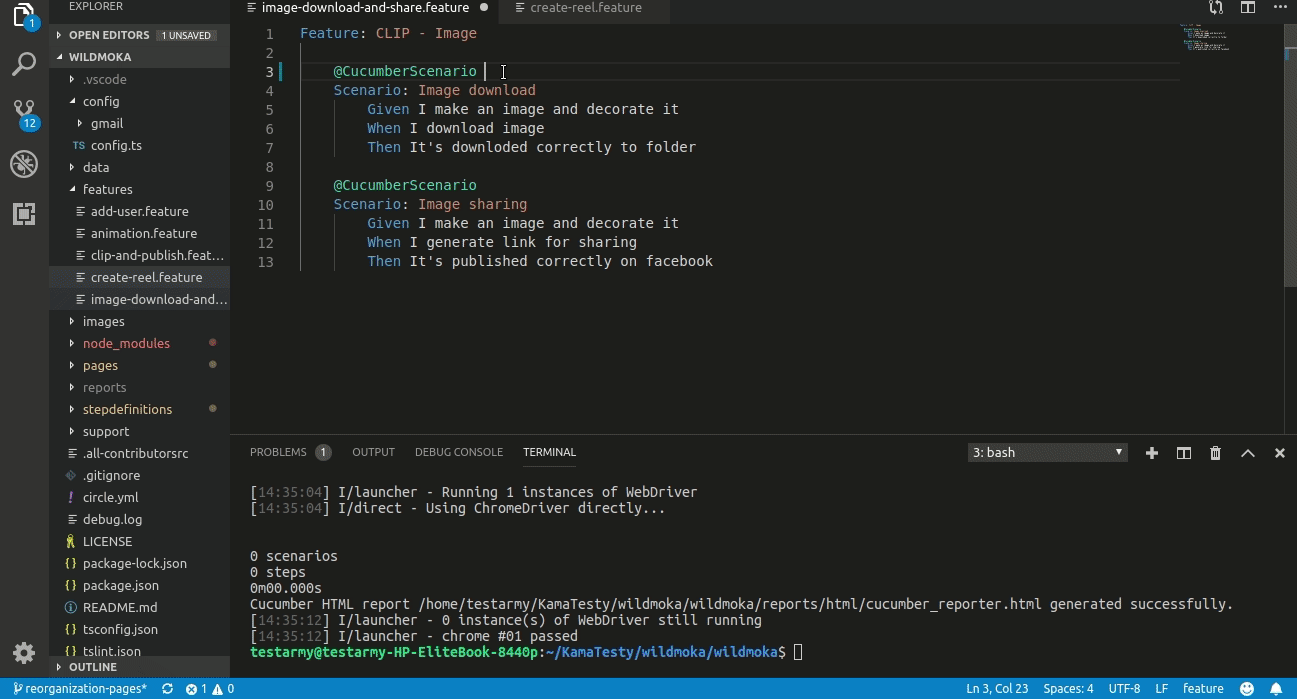 EXPLORER
OPEN EDITORS 1 UNSAVED
WILDMOKA
.vscode
config
gmail
TS config.ts
data
features
add-user.feature
animation.feature
clip-and-publish.feat...
create-reel.feature
image-download-and...
images
node_modules
pages
reports
stepdefinitions
support
.all-contributorsrc
.gitignore
! circle.yml
debug.log
LICENSE
{} package-lock.json
{} package.json
README.md
{} tsconfig.json
{} tslint.json
OUTLINE
1
12
image-download-and-share.feature
create-reel.feature
1 Feature: CLIP - Image
2
3 @CucumberScenario
4 Scenario: Image download
5 Given I make an image and decorate it
6 When I download image
7 Then It's downloded correctly to folder
8
9 @CucumberScenario
10 Scenario: Image sharing
11 Given I make an image and decorate it
12 When I generate link for sharing
13 Then It's published correctly on facebook
PROBLEMS 1 OUTPUT DEBUG CONSOLE TERMINAL 3: bash
[14:35:04] I/launcher - Running 1 instances of WebDriver
[14:35:04] I/direct - Using ChromeDriver directly...
0 scenarios
0 steps
0m00.000s
Cucumber HTML report /home/testarmy/KamaTesty/wildmoka/wildmoka/reports/html/cucumber_reporter.html generated successfully.
[14:35:12] I/launcher - 0 instance(s) of WebDriver still running
[14:35:12] I/launcher - chrome #01 passed
testarmy@testarmy-HP-EliteBook-8440p:~/KamaTesty/wildmoka/wildmoka$
reorganization-pages* 1 0 Ln 3, Col 23 Spaces: 4 UTF-8 LF feature